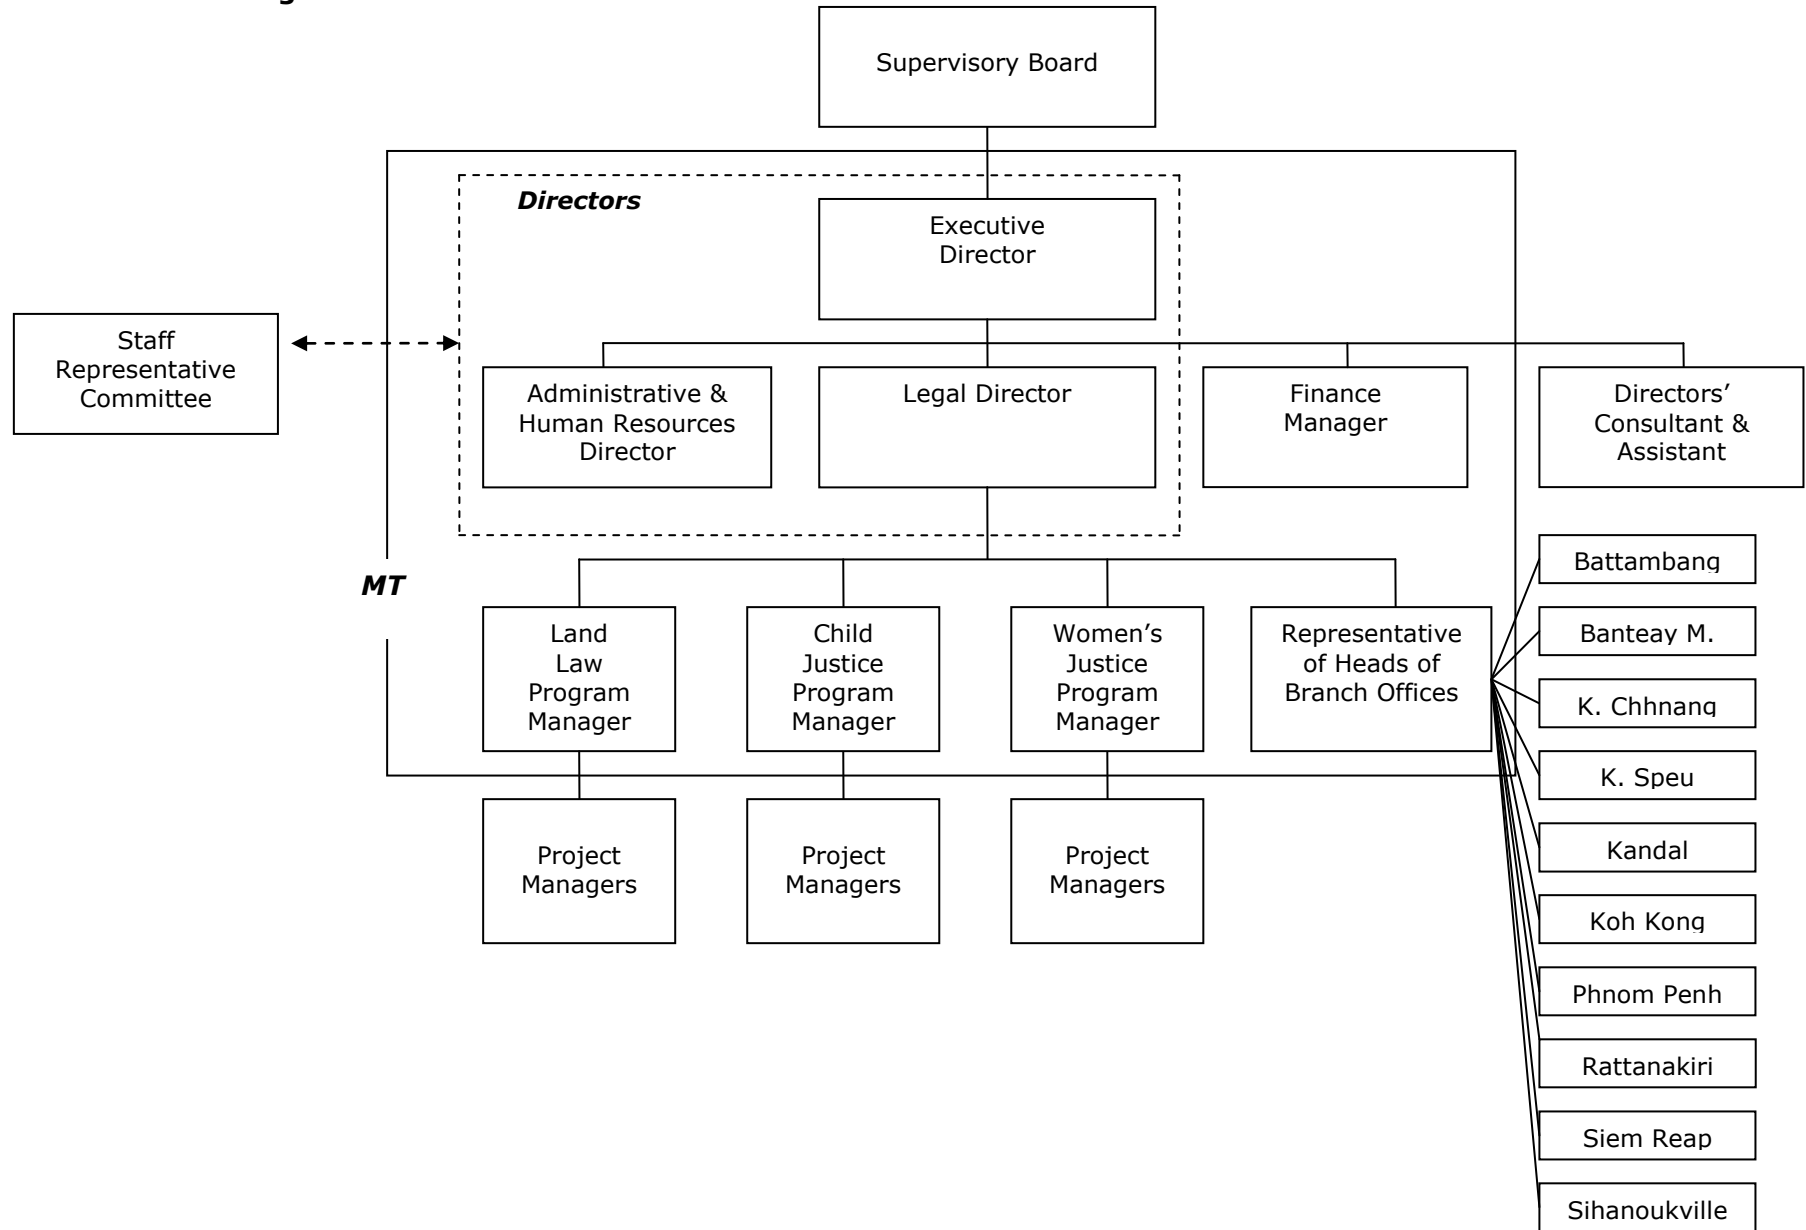 Supervisory Board
Directors
Executive
Director
Staff
Representative
Committee
Administrative &
Human Resources
Director
Legal Director
Finance
Manager
Directors’
Consultant &
Assistant
MT
Land
Law
Program
Manager
Child
Justice
Program
Manager
Women’s
Justice
Program
Manager
Representative
of Heads of
Branch Offices
Project
Managers
Project
Managers
Project
Managers
Battambang
Banteay M.
K. Chhnang
K. Speu
Kandal
Koh Kong
Phnom Penh
Rattanakiri
Siem Reap
Sihanoukville